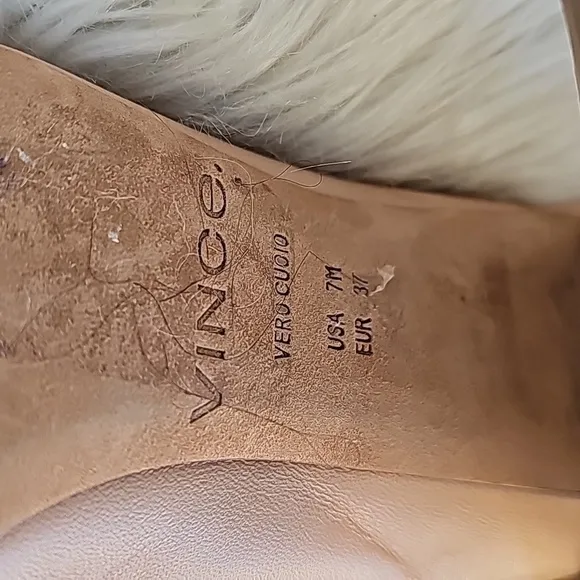 VINCE.
VERO CUOIO
USA 7M
EUR 37